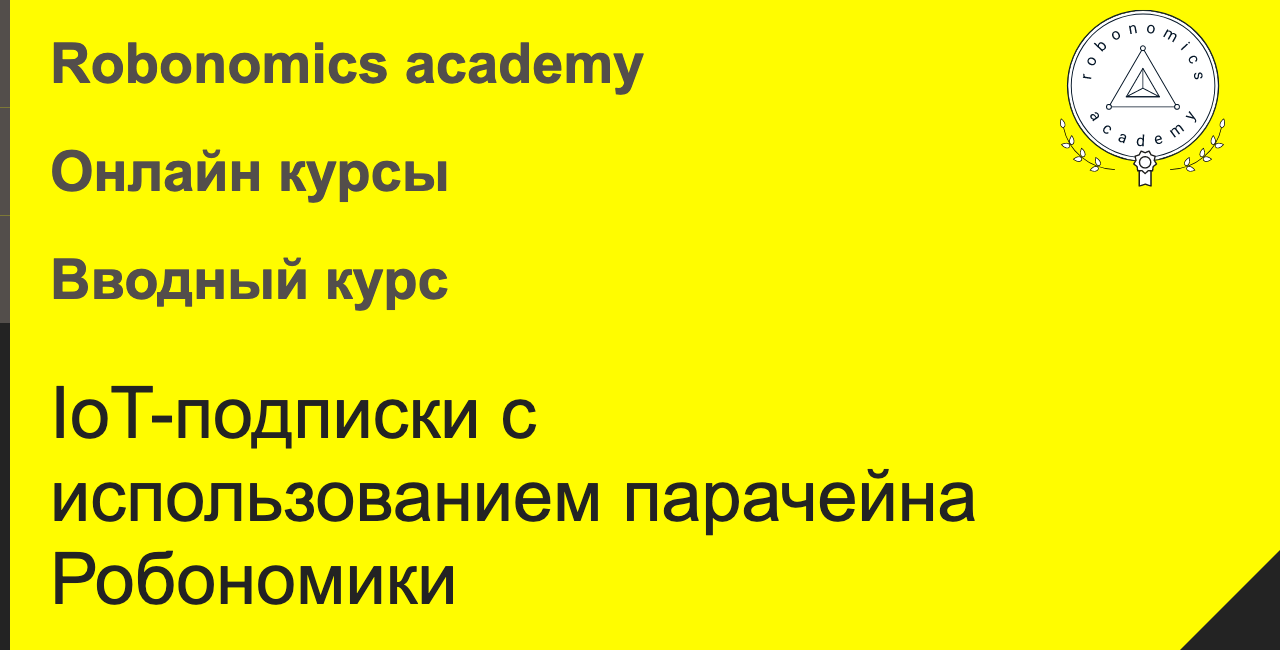 Robonomics academy
Онлайн курсы
Вводный курс
IoT-подписки с
использованием парачейна
Робономики
robonomics
academy